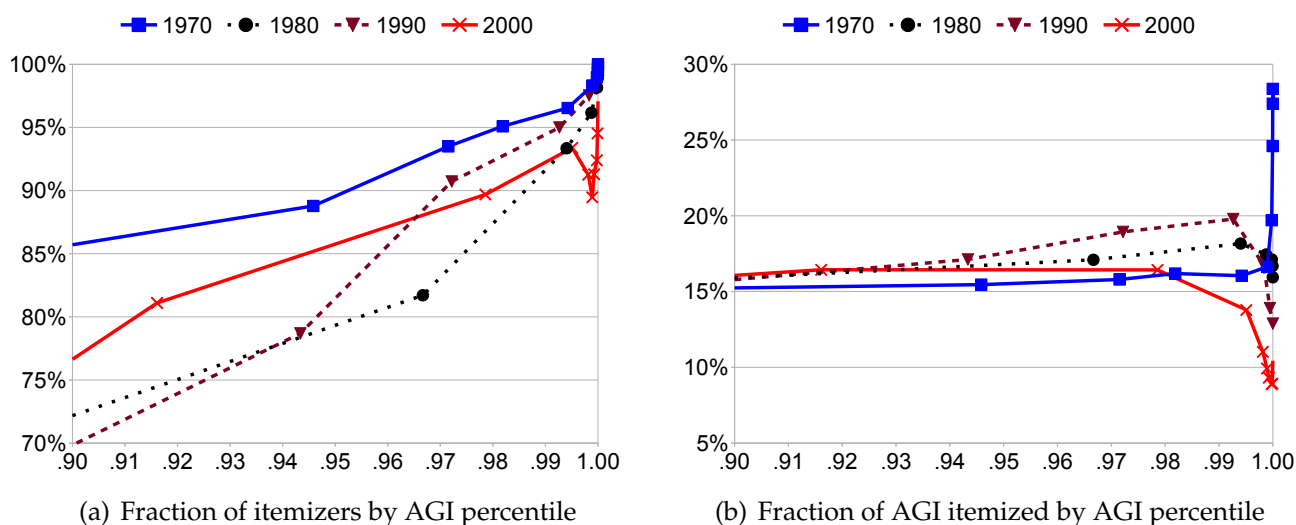 1970 1980 1990 2000
100%
95%
90%
85%
80%
75%
70%
.90 .91 .92 .93 .94 .95 .96 .97 .98 .99 1.00
(a) Fraction of itemizers by AGI percentile
1970 1980 1990 2000
30%
25%
20%
15%
10%
5%
.90 .91 .92 .93 .94 .95 .96 .97 .98 .99 1.00
(b) Fraction of AGI itemized by AGI percentile